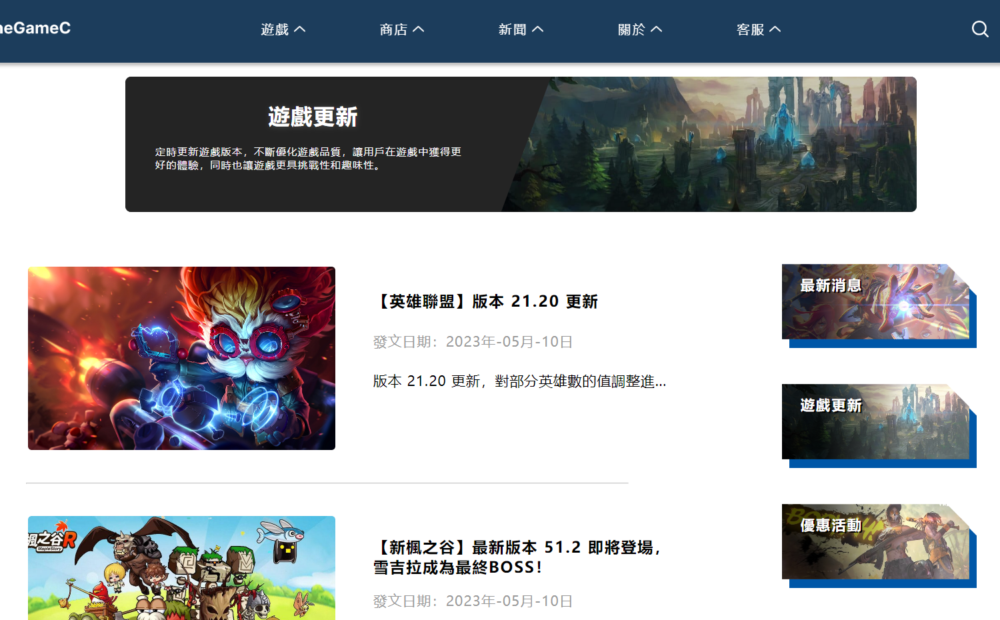 neGameC
遊戲
商店
新聞
關於
客服
遊戲更新
定時更新遊戲版本，不斷優化遊戲品質，讓用戶在遊戲中獲得更
好的體驗，同時也讓遊戲更具挑戰性和趣味性。
【英雄聯盟】版本 21.20 更新
發文日期：2023年-05月-10日
版本 21.20 更新，對部分英雄數的值調整進...
最新消息
遊戲更新
優惠活動
楓之谷R
MapleStory
【新楓之谷】最新版本 51.2 即將登場，
雪吉拉成為最終BOSS！
發文日期：2023年-05月-10日